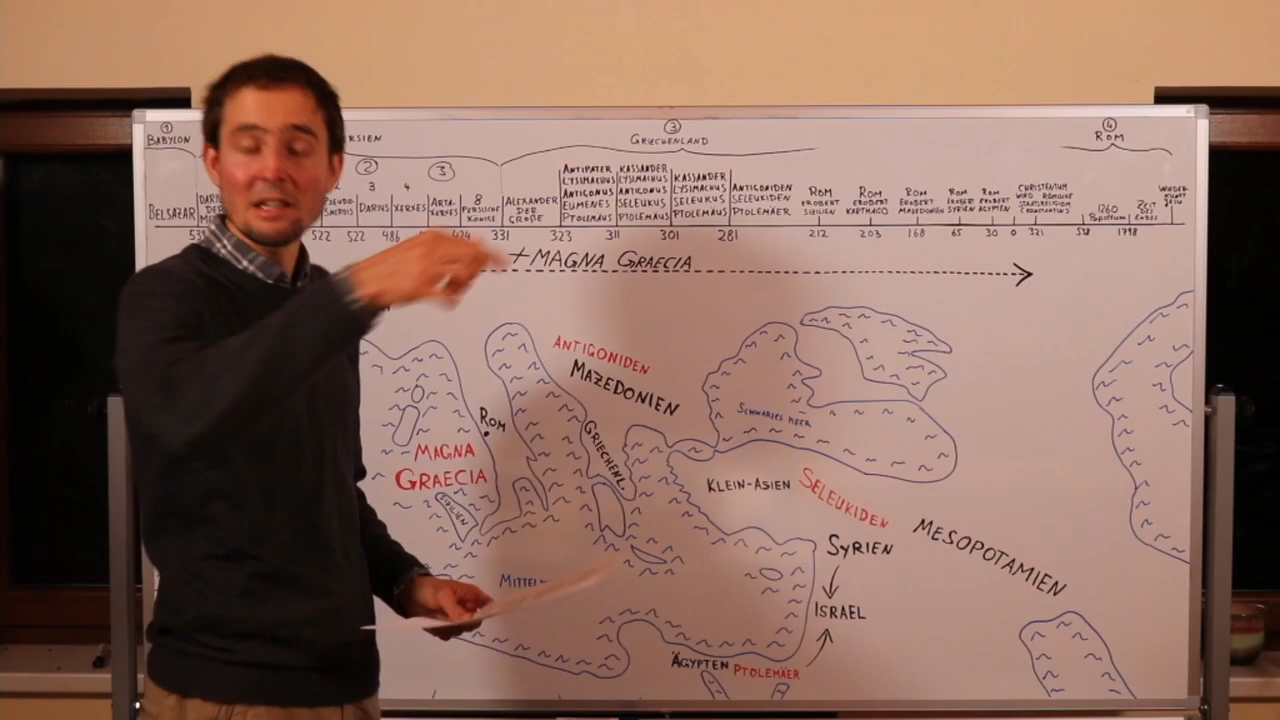 ① ③ ④
BABYLON RSIEN GRIECHENLAND ROM
② ③
3 4 8
BELSAZAR DARIUS XERXES ARTA-XERXES PERSISCHE KÖNIGE
ALEXANDER DER GROßE
ANTIPATER LYSIMACHUS ANTIGONUS EUMENES PTOLEMÄUS
KASSANDER LYSIMACHUS ANTIGONUS SELEUKUS PTOLEMÄUS
KASSANDER LYSIMACHUS SELEUKUS PTOLEMÄUS
ANTIGONIDEN SELEUKIDEN PTOLEMÄER
ROM EROBERT SIZILIEN
ROM EROBERT KARTHAGO
ROM EROBERT MAKEDONIEN
ROM EROBERT SYRIEN
ROM EROBERT ÄGYPTEN
CHRISTENTUM WIRD RÖMISCHE STAATSRELIGION
1260
ZEIT DES ENDES
WIEDERKUNFT JESU
522 522 486 424 331 323 311 301 281 212 203 168 65 30 0 321 538 1798
+ MAGNA GRAECIA
ANTIGONIDEN
MAZEDONIEN
ROM
GRIECHENL.
SCHWARZES MEER
MAGNA
GRAECIA
SIZILIEN
KLEIN-ASIEN
SELEUKIDEN
MESOPOTAMIEN
SYRIEN
MITTELM
ISRAEL
ÄGYPTEN PTOLEMÄER